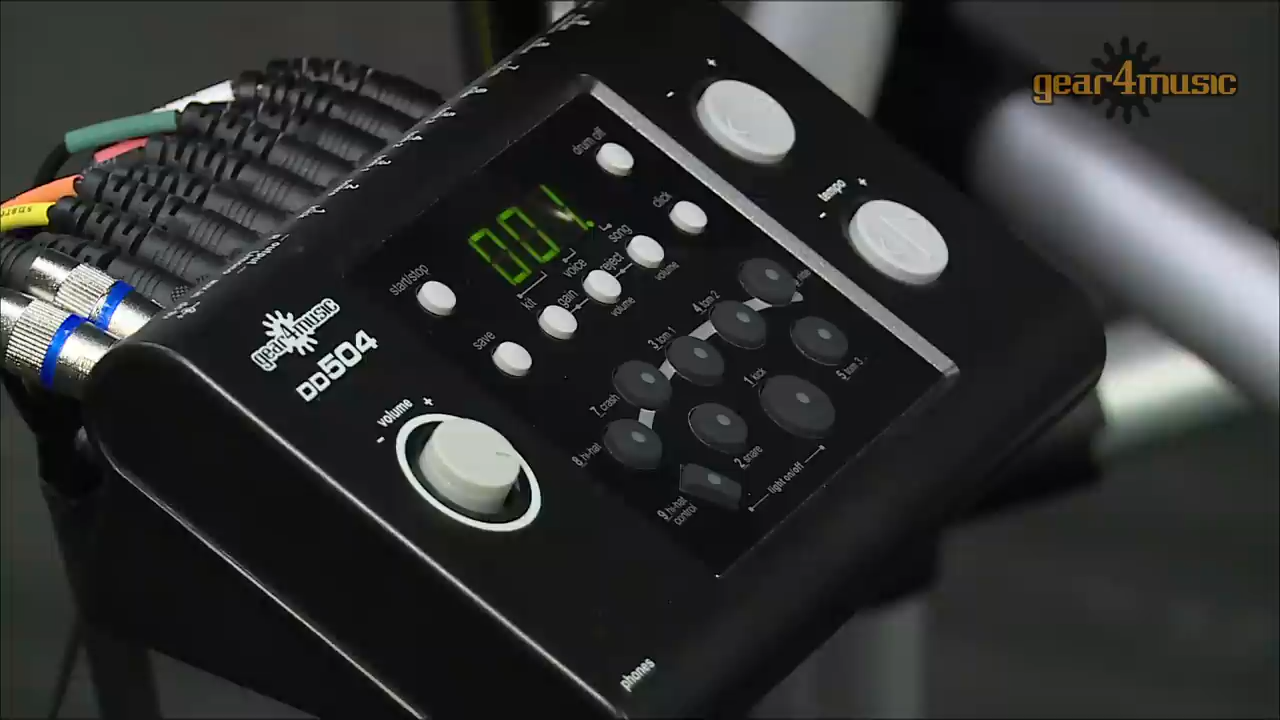 gear4music
- +
drum off
click
tempo
- +
001.
song
voice
kit
reject
gain
volume
volume
start/stop
save
gear4music
DD504
volume
- +
4 tom 2
3 tom 1
5 tom 3
1 kick
7 crash
8 hi-hat
2 snare
9 hi-hat
control
light on/off
phones